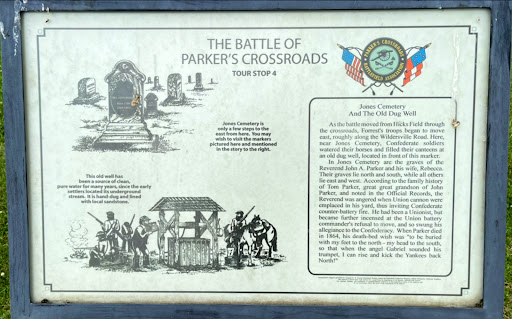 THE BATTLE OF
PARKER'S CROSSROADS
TOUR STOP 4
PARKER'S CROSSROADS
BATTLEFIELD ASSOCIATION
Jones Cemetery is
only a few steps to the
east from here. You may
wish to visit the markers
pictured here and mentioned
in the story to the right.
This old well has
been a source of clean,
pure water for many years, since the early
settlers located its underground
stream. It is hand-dug and lined
with local sandstone.
Jones Cemetery
And The Old Dug Well
As the battle moved from Hicks Field through
the crossroads, Forrest's troops began to move
east, roughly along the Wildersville Road. Here,
near Jones Cemetery, Confederate soldiers
watered their horses and filled their canteens at
an old dug well, located in front of this marker.
In Jones Cemetery are the graves of the
Reverend John A. Parker and his wife, Rebecca.
Their graves lie north and south, while all others
lie east and west. According to the family history
of Tom Parker, great great grandson of John
Parker, and noted in the Official Records, the
Reverend was angered when Union cannon were
emplaced in his yard, thus inviting Confederate
counter-battery fire. He had been a Unionist, but
became further incensed at the Union battery
commander's refusal to move, and so swung his
allegiance to the Confederacy. When Parker died
in 1864, his death-bed wish was "to be buried
with my feet to the north - my head to the south,
so that when the angel Gabriel sounded his
trumpet, I can rise and kick the Yankees back
North!"